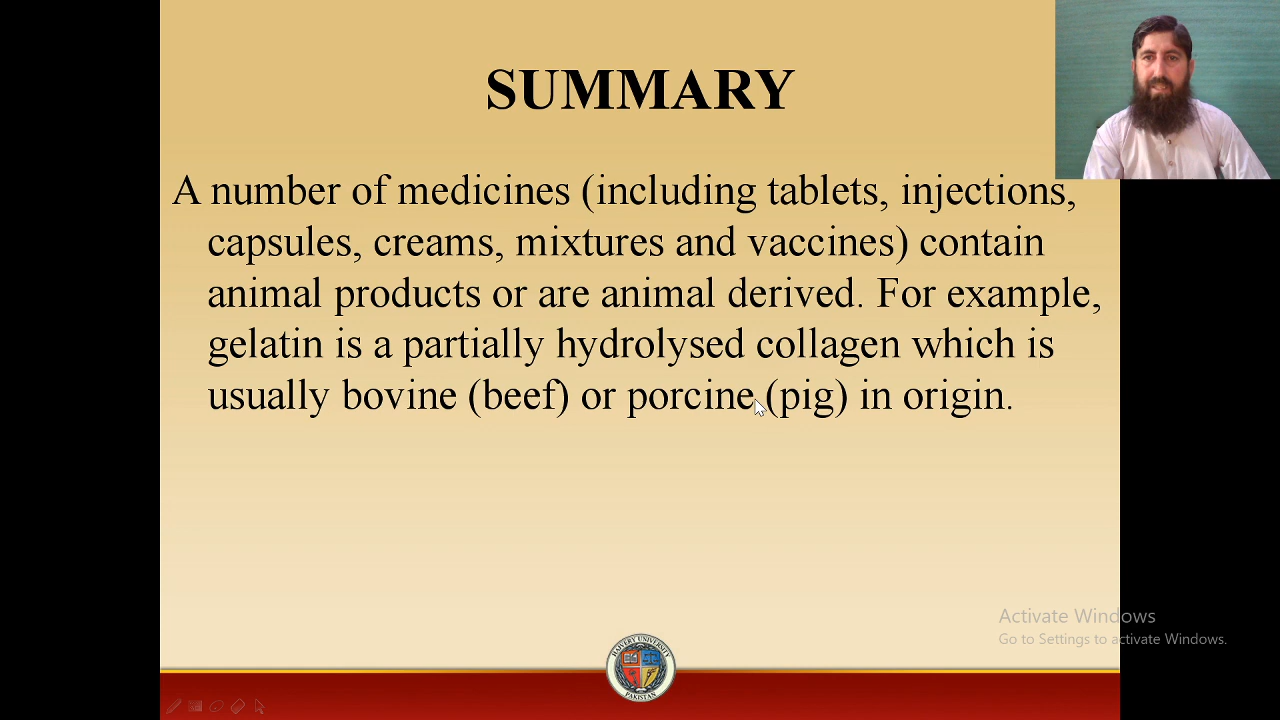 SUMMARY
A number of medicines (including tablets, injections,
capsules, creams, mixtures and vaccines) contain
animal products or are animal derived. For example,
gelatin is a partially hydrolysed collagen which is
usually bovine (beef) or porcine (pig) in origin.
Activate Windows
Go to Settings to activate Windows.
UNIVERSITY
PAKISTAN